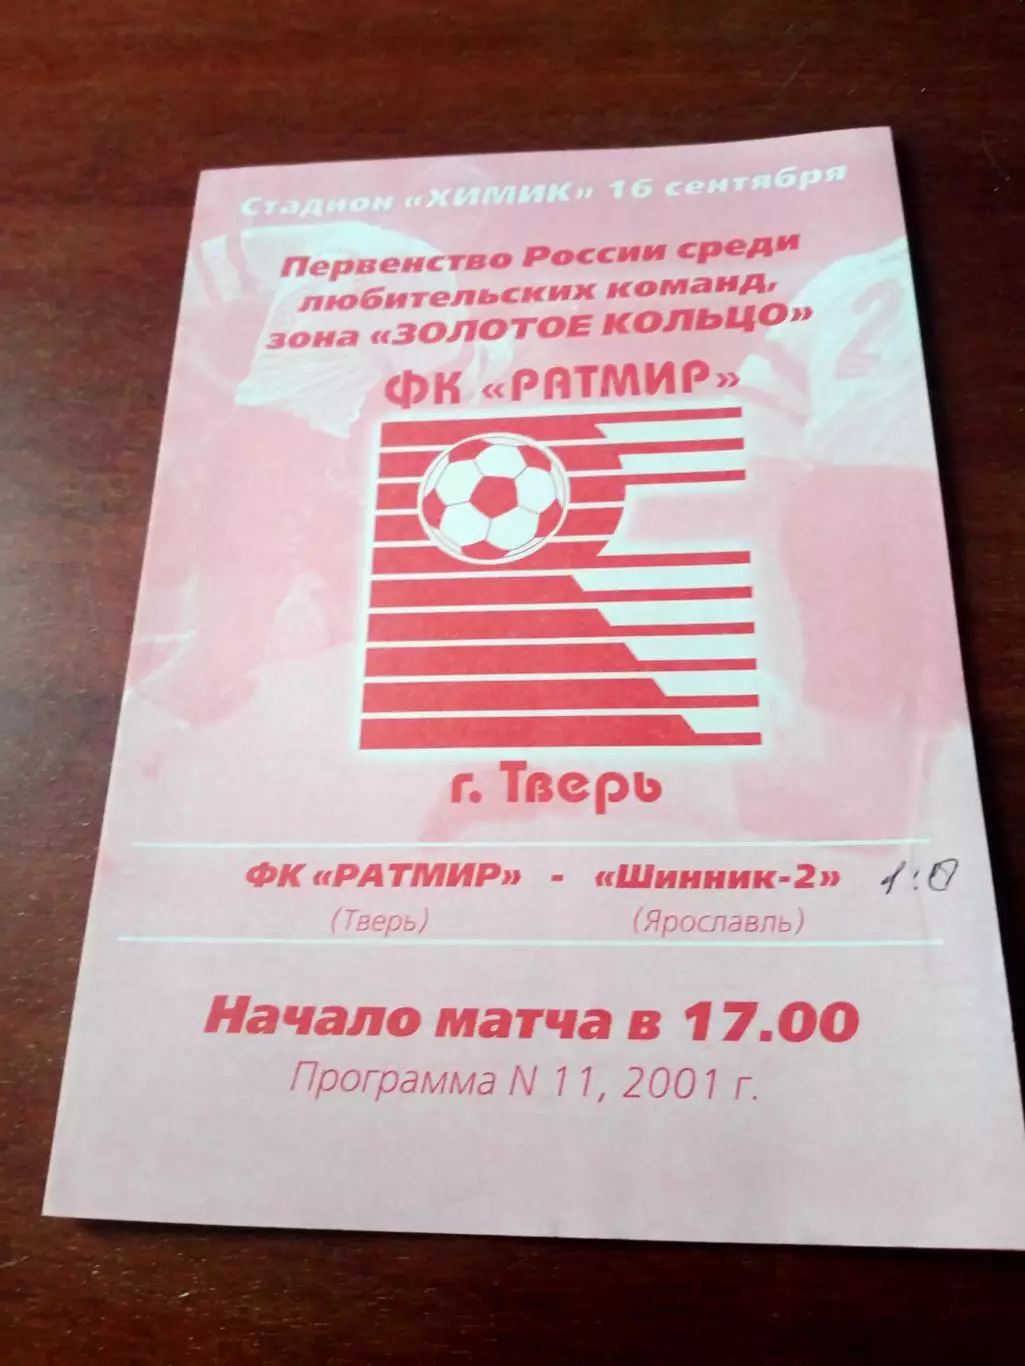 Стадион «ХИМИК» 16 сентября
Первенство России среди
любительских команд,
зона «ЗОЛОТОЕ КОЛЬЦО»
ФК «РАТМИР»
г. Тверь
ФК «РАТМИР» - «Шинник-2» 1:0
(Тверь) (Ярославль)
Начало матча в 17.00
Программа N 11, 2001 г.